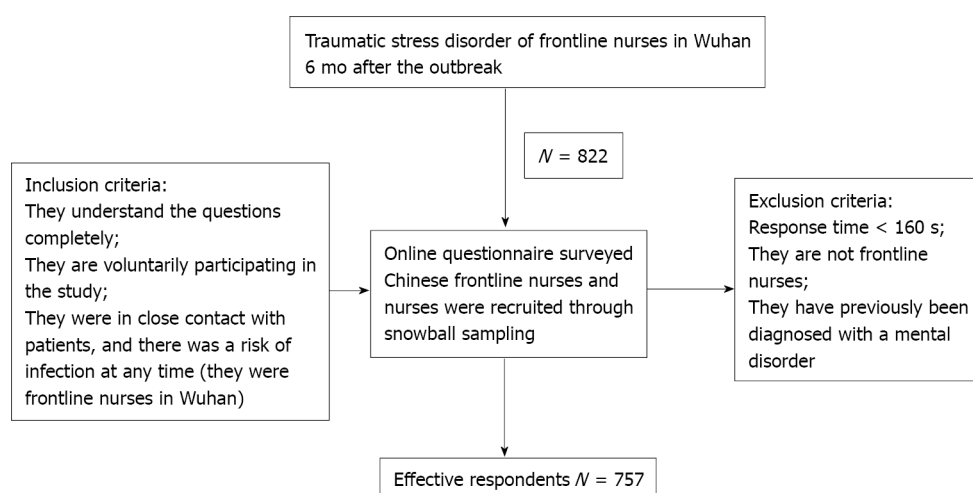 Traumatic stress disorder of frontline nurses in Wuhan
6 mo after the outbreak
N = 822
Inclusion criteria:
They understand the questions
completely;
They are voluntarily participating in
the study;
They were in close contact with
patients, and there was a risk of
infection at any time (they were
frontline nurses in Wuhan)
Online questionnaire surveyed
Chinese frontline nurses and
nurses were recruited through
snowball sampling
Exclusion criteria:
Response time < 160 s;
They are not frontline
nurses;
They have previously been
diagnosed with a mental
disorder
Effective respondents N = 757